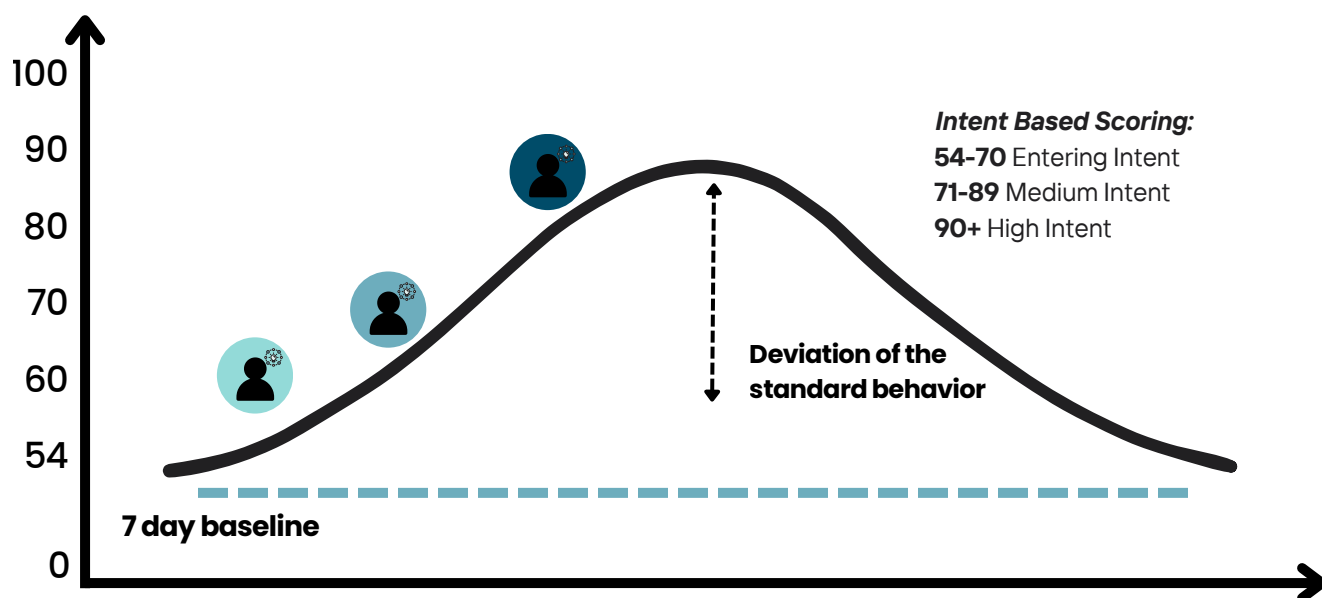 100
90
80
70
60
54
0
Intent Based Scoring:
54-70 Entering Intent
71-89 Medium Intent
90+ High Intent
Deviation of the
standard behavior
7 day baseline